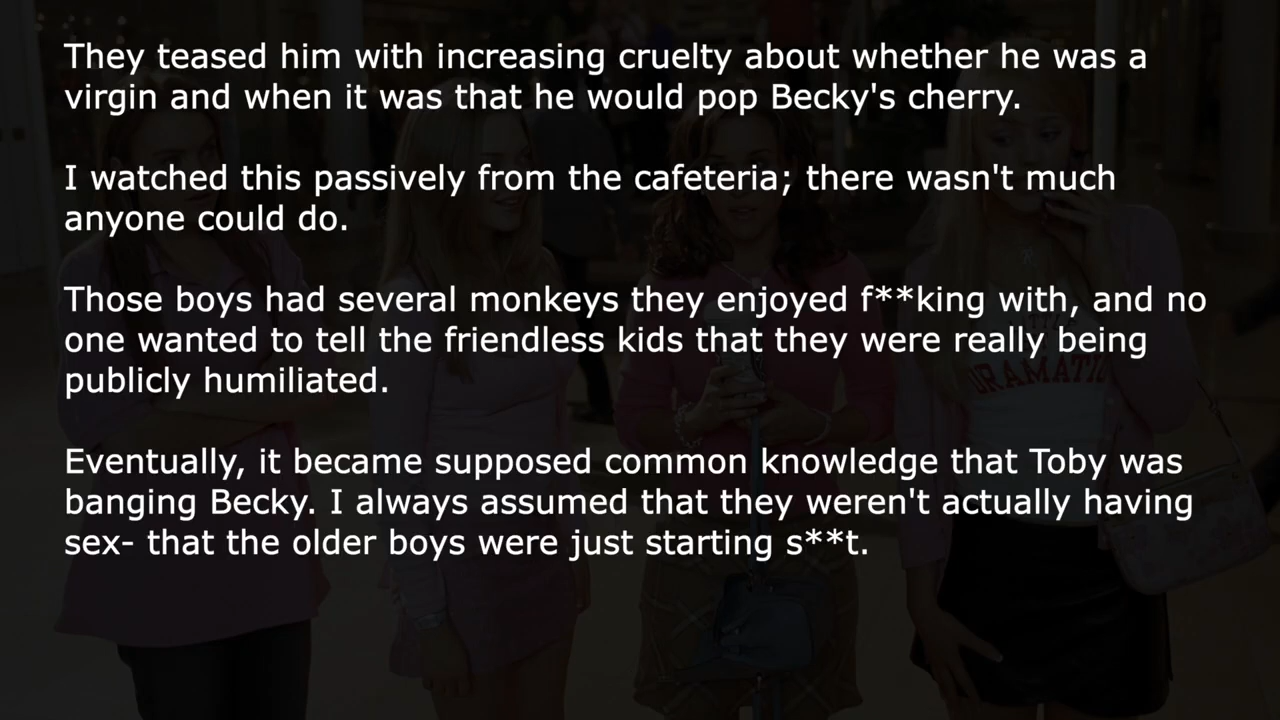 They teased him with increasing cruelty about whether he was a
virgin and when it was that he would pop Becky's cherry.
I watched this passively from the cafeteria; there wasn't much
anyone could do.
Those boys had several monkeys they enjoyed f**king with, and no
one wanted to tell the friendless kids that they were really being
publicly humiliated.
Eventually, it became supposed common knowledge that Toby was
banging Becky. I always assumed that they weren't actually having
sex- that the older boys were just starting s**t.
DRAMATIC